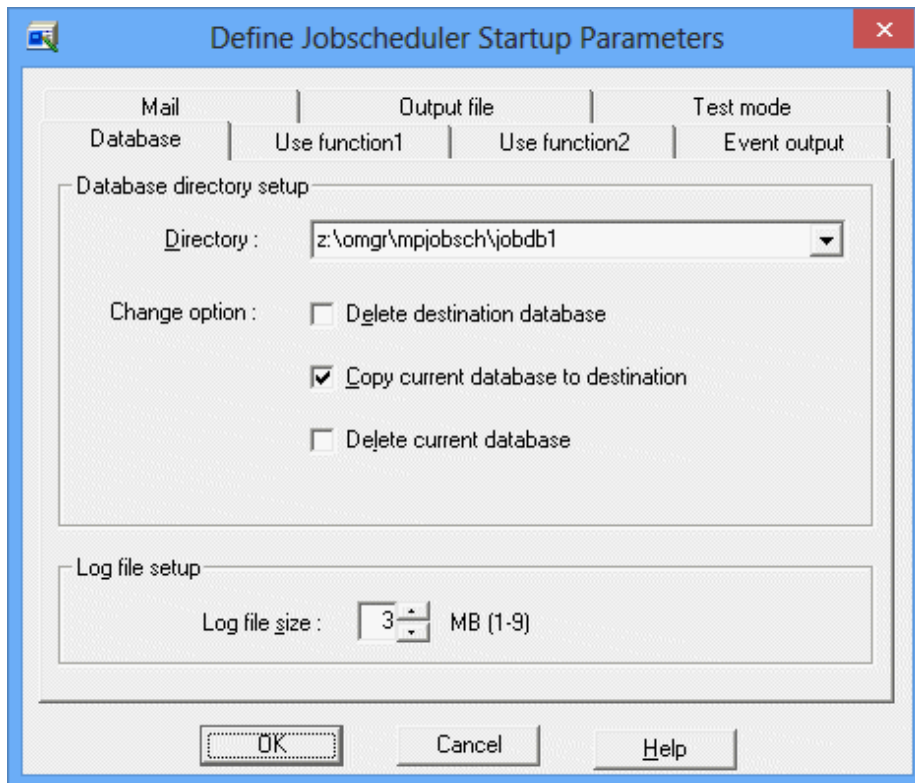 Define Jobscheduler Startup Parameters
Mail Output file Test mode
Database Use function1 Use function2 Event output
Database directory setup
Directory : z:\omgr\mpjobsch\jobdb1
Change option : Delete destination database
Copy current database to destination
Delete current database
Log file setup
Log file size : 3 MB (1-9)
OK Cancel Help